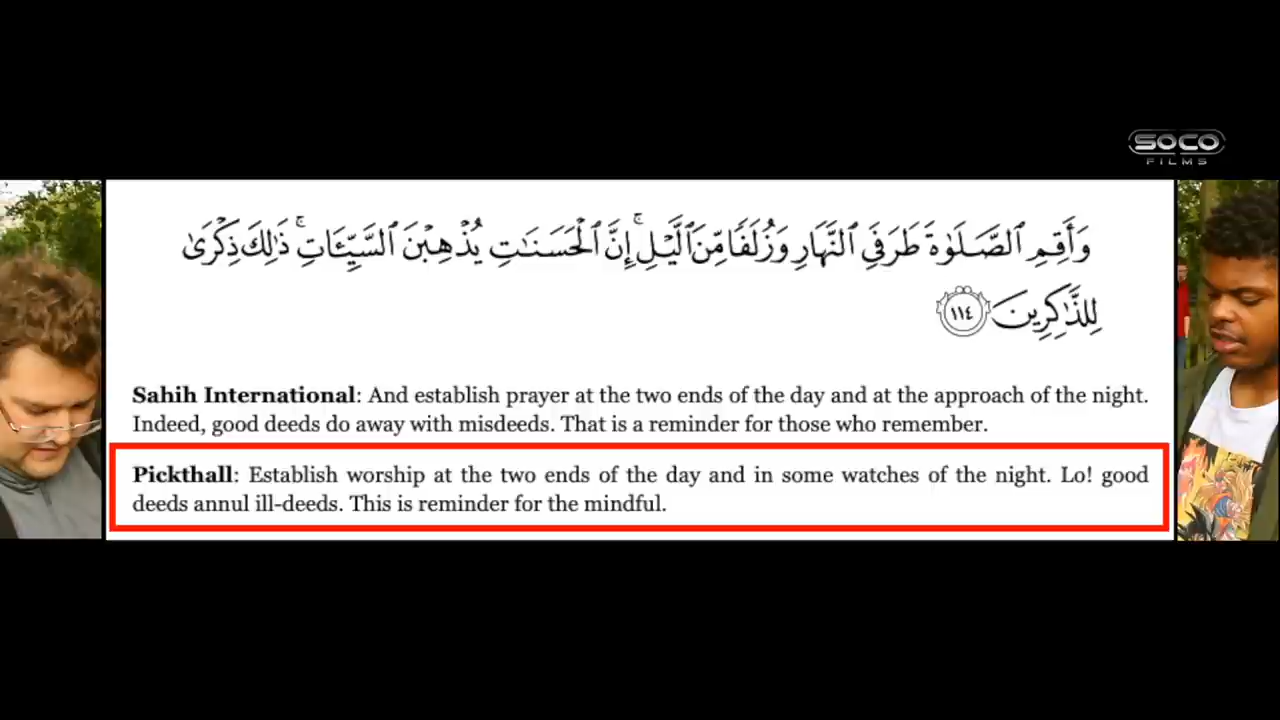 SOCO
FILMS
وَأَقِمِ ٱلصَّلَوٰةَ طَرَفَىِ ٱلنَّهَارِ وَزُلَفًا مِّنَ ٱلَّيْلِ ۚ إِنَّ ٱلْحَسَنَـٰتِ يُذْهِبْنَ ٱلسَّيِّـَٔاتِ ۚ ذَٰلِكَ ذِكْرَىٰ
لِلذَّٰكِرِينَ ١١٤
Sahih International: And establish prayer at the two ends of the day and at the approach of the night.
Indeed, good deeds do away with misdeeds. That is a reminder for those who remember.
Pickthall: Establish worship at the two ends of the day and in some watches of the night. Lo! good
deeds annul ill-deeds. This is reminder for the mindful.